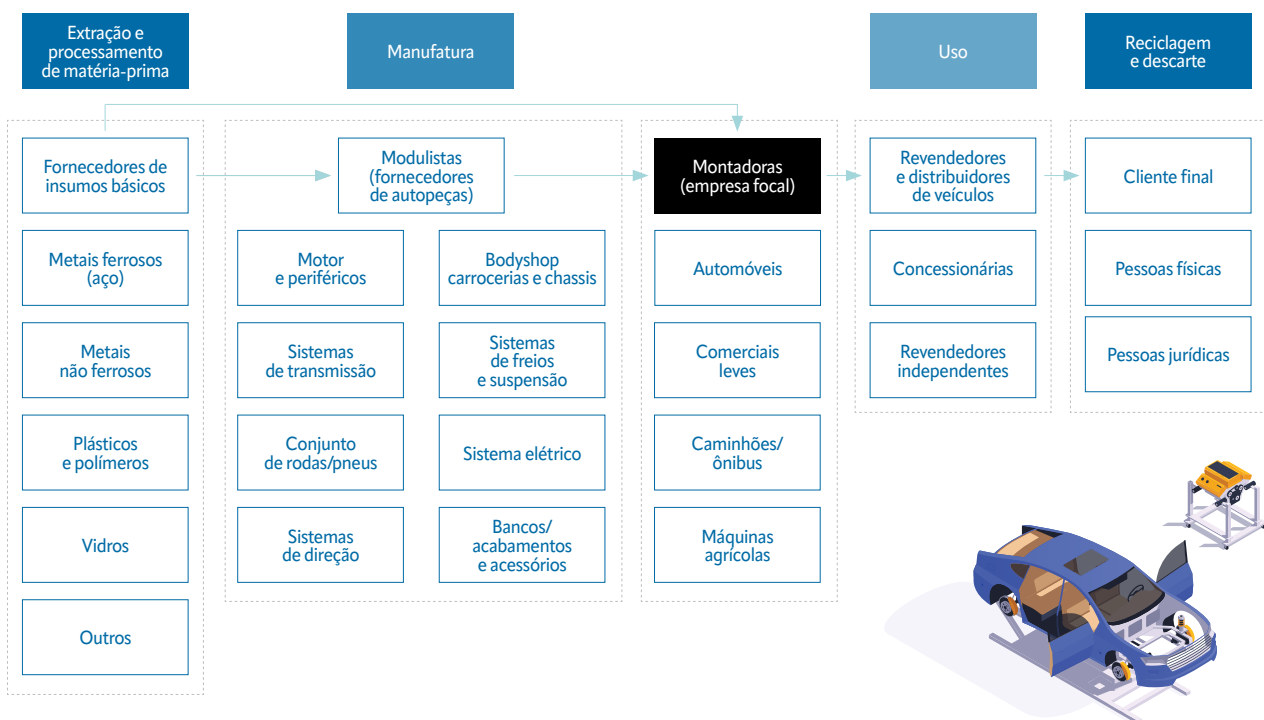 Extração e
processamento
de matéria-prima
Manufatura
Uso
Reciclagem
e descarte
Fornecedores de
insumos básicos
Metais ferrosos
(aço)
Metais
não ferrosos
Plásticos
e polímeros
Vidros
Outros
Modulistas
(fornecedores
de autopeças)
Motor
e periféricos
Bodyshop
carrocerias e chassis
Sistemas
de transmissão
Sistemas
de freios
e suspensão
Conjunto
de rodas/pneus
Sistema elétrico
Sistemas
de direção
Bancos/
acabamentos
e acessórios
Montadoras
(empresa focal)
Automóveis
Comerciais
leves
Caminhões/
ônibus
Máquinas
agrícolas
Revendedores
e distribuidores
de veículos
Concessionárias
Revendedores
independentes
Cliente final
Pessoas físicas
Pessoas jurídicas